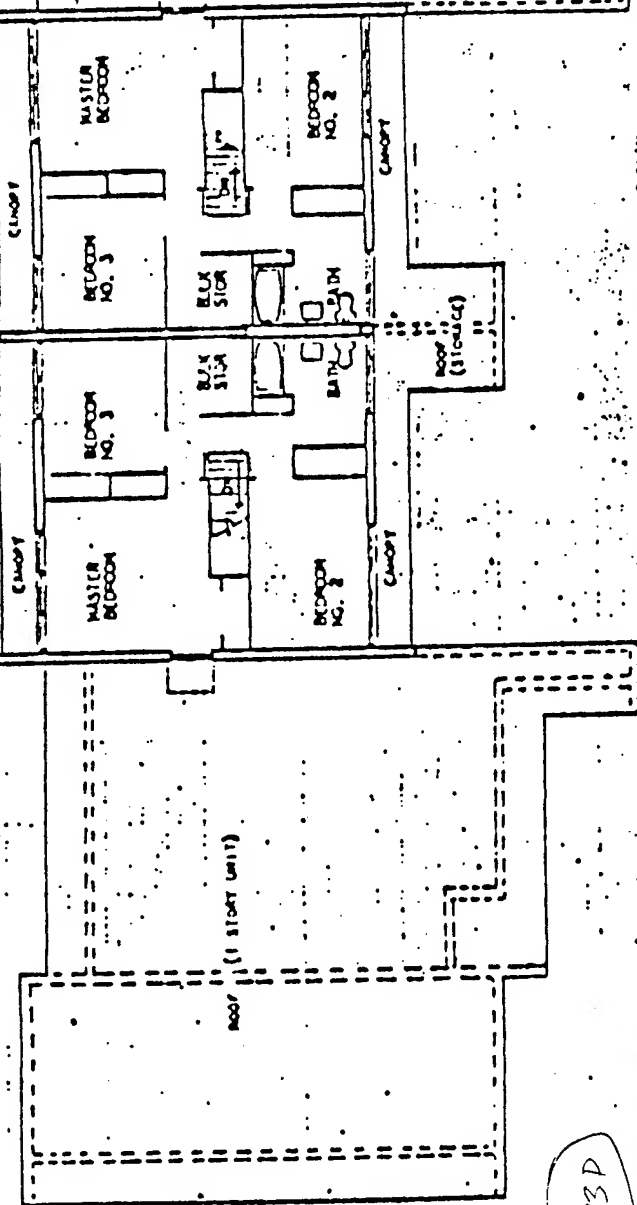 CANOPY
MASTER
BEDROOM
BEDROOM
NO. 3
BULK
STOR
BEDROOM
NO. 2
BATH
CANOPY
CANOPY
MASTER
BEDROOM
BEDROOM
NO. 3
BULK
STOR
BEDROOM
NO. 2
BATH
CANOPY
ROOF
(STORAGE)
ROOF (1 STORY UNIT)
3D